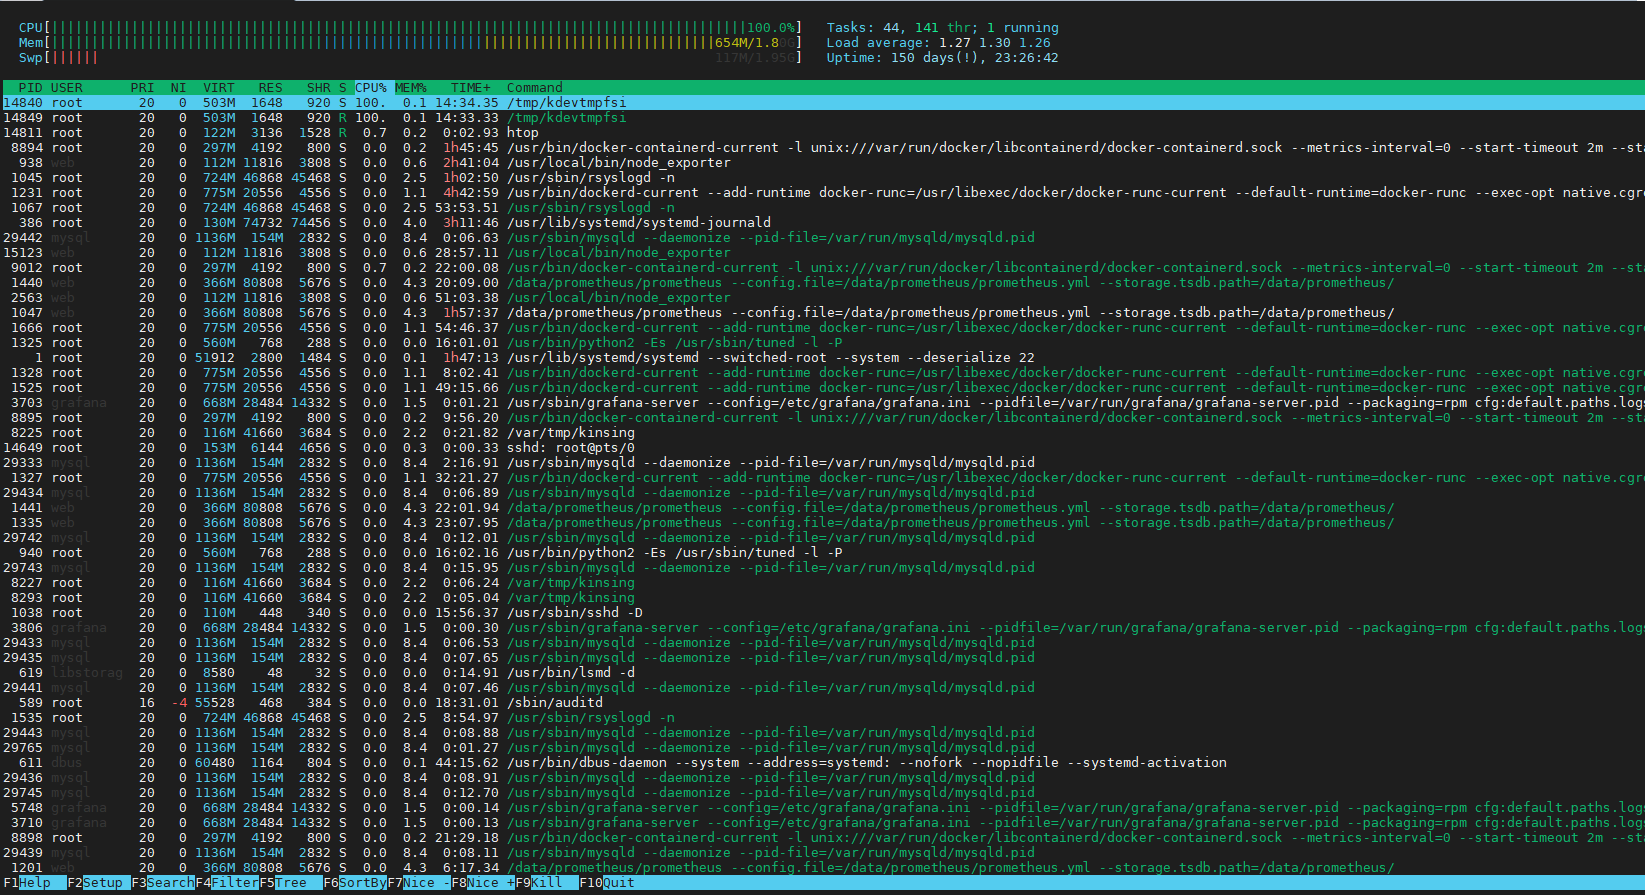 CPU[100.0%] Tasks: 44, 141 thr; 1 running
Mem[654M/1.80G] Load average: 1.27 1.30 1.26
Swp[117M/1.95G] Uptime: 150 days(!), 23:26:42
PID USER PRI NI VIRT RES SHR S CPU% MEM% TIME+ Command
14840 root 20 0 503M 1648 920 S 100. 0.1 14:34.35 /tmp/kdevtmpfsi
14849 root 20 0 503M 1648 920 R 100. 0.1 14:33.33 /tmp/kdevtmpfsi
14811 root 20 0 122M 3136 1528 R 0.7 0.2 0:02.93 htop
8894 root 20 0 297M 4192 800 S 0.0 0.2 1h45:45 /usr/bin/docker-containerd-current -l unix:///var/run/docker/libcontainerd/docker-containerd.sock --metrics-interval=0 --start-timeout 2m --sta
938 web 20 0 112M 11816 3808 S 0.0 0.6 2h41:04 /usr/local/bin/node_exporter
1045 root 20 0 724M 46868 45468 S 0.0 2.5 1h02:50 /usr/sbin/rsyslogd -n
1231 root 20 0 775M 20556 4556 S 0.0 1.1 4h42:59 /usr/bin/dockerd-current --add-runtime docker-runc=/usr/libexec/docker/docker-runc-current --default-runtime=docker-runc --exec-opt native.cgro
1067 root 20 0 724M 46868 45468 S 0.0 2.5 53:53.51 /usr/sbin/rsyslogd -n
386 root 20 0 130M 74732 74456 S 0.0 4.0 3h11:46 /usr/lib/systemd/systemd-journald
29442 mysql 20 0 1136M 154M 2832 S 0.0 8.4 0:06.63 /usr/sbin/mysqld --daemonize --pid-file=/var/run/mysqld/mysqld.pid
15123 web 20 0 112M 11816 3808 S 0.0 0.6 28:57.11 /usr/local/bin/node_exporter
9012 root 20 0 297M 4192 800 S 0.7 0.2 22:00.08 /usr/bin/docker-containerd-current -l unix:///var/run/docker/libcontainerd/docker-containerd.sock --metrics-interval=0 --start-timeout 2m --sta
1440 web 20 0 366M 80808 5676 S 0.0 4.3 20:09.00 /data/prometheus/prometheus --config.file=/data/prometheus/prometheus.yml --storage.tsdb.path=/data/prometheus/
2563 web 20 0 112M 11816 3808 S 0.0 0.6 51:03.38 /usr/local/bin/node_exporter
1047 web 20 0 366M 80808 5676 S 0.0 4.3 1h57:37 /data/prometheus/prometheus --config.file=/data/prometheus/prometheus.yml --storage.tsdb.path=/data/prometheus/
1666 root 20 0 775M 20556 4556 S 0.0 1.1 54:46.37 /usr/bin/dockerd-current --add-runtime docker-runc=/usr/libexec/docker/docker-runc-current --default-runtime=docker-runc --exec-opt native.cgro
1325 root 20 0 560M 768 288 S 0.0 0.0 16:01.01 /usr/bin/python2 -Es /usr/sbin/tuned -l -P
1 root 20 0 51912 2800 1484 S 0.0 0.1 1h47:13 /usr/lib/systemd/systemd --switched-root --system --deserialize 22
1328 root 20 0 775M 20556 4556 S 0.0 1.1 8:02.41 /usr/bin/dockerd-current --add-runtime docker-runc=/usr/libexec/docker/docker-runc-current --default-runtime=docker-runc --exec-opt native.cgro
1525 root 20 0 775M 20556 4556 S 0.0 1.1 49:15.66 /usr/bin/dockerd-current --add-runtime docker-runc=/usr/libexec/docker/docker-runc-current --default-runtime=docker-runc --exec-opt native.cgro
3703 grafana 20 0 668M 28484 14332 S 0.0 1.5 0:01.21 /usr/sbin/grafana-server --config=/etc/grafana/grafana.ini --pidfile=/var/run/grafana/grafana-server.pid --packaging=rpm cfg:default.paths.logs
8895 root 20 0 297M 4192 800 S 0.0 0.2 9:56.20 /usr/bin/docker-containerd-current -l unix:///var/run/docker/libcontainerd/docker-containerd.sock --metrics-interval=0 --start-timeout 2m --sta
8225 root 20 0 116M 41660 3684 S 0.0 2.2 0:21.82 /var/tmp/kinsing
14649 root 20 0 153M 6144 4656 S 0.0 0.3 0:00.33 sshd: root@pts/0
29333 mysql 20 0 1136M 154M 2832 S 0.0 8.4 2:16.91 /usr/sbin/mysqld --daemonize --pid-file=/var/run/mysqld/mysqld.pid
1327 root 20 0 775M 20556 4556 S 0.0 1.1 32:21.27 /usr/bin/dockerd-current --add-runtime docker-runc=/usr/libexec/docker/docker-runc-current --default-runtime=docker-runc --exec-opt native.cgro
29434 mysql 20 0 1136M 154M 2832 S 0.0 8.4 0:06.89 /usr/sbin/mysqld --daemonize --pid-file=/var/run/mysqld/mysqld.pid
1441 web 20 0 366M 80808 5676 S 0.0 4.3 22:01.94 /data/prometheus/prometheus --config.file=/data/prometheus/prometheus.yml --storage.tsdb.path=/data/prometheus/
1335 web 20 0 366M 80808 5676 S 0.0 4.3 23:07.95 /data/prometheus/prometheus --config.file=/data/prometheus/prometheus.yml --storage.tsdb.path=/data/prometheus/
29742 mysql 20 0 1136M 154M 2832 S 0.0 8.4 0:12.01 /usr/sbin/mysqld --daemonize --pid-file=/var/run/mysqld/mysqld.pid
940 root 20 0 560M 768 288 S 0.0 0.0 16:02.16 /usr/bin/python2 -Es /usr/sbin/tuned -l -P
29743 mysql 20 0 1136M 154M 2832 S 0.0 8.4 0:15.95 /usr/sbin/mysqld --daemonize --pid-file=/var/run/mysqld/mysqld.pid
8227 root 20 0 116M 41660 3684 S 0.0 2.2 0:06.24 /var/tmp/kinsing
8293 root 20 0 116M 41660 3684 S 0.0 2.2 0:05.04 /var/tmp/kinsing
1038 root 20 0 110M 448 340 S 0.0 0.0 15:56.37 /usr/sbin/sshd -D
3806 grafana 20 0 668M 28484 14332 S 0.0 1.5 0:00.30 /usr/sbin/grafana-server --config=/etc/grafana/grafana.ini --pidfile=/var/run/grafana/grafana-server.pid --packaging=rpm cfg:default.paths.logs
29433 mysql 20 0 1136M 154M 2832 S 0.0 8.4 0:06.53 /usr/sbin/mysqld --daemonize --pid-file=/var/run/mysqld/mysqld.pid
29435 mysql 20 0 1136M 154M 2832 S 0.0 8.4 0:07.65 /usr/sbin/mysqld --daemonize --pid-file=/var/run/mysqld/mysqld.pid
619 libstorag 20 0 8580 48 32 S 0.0 0.0 0:14.91 /usr/bin/lsmd -d
29441 mysql 20 0 1136M 154M 2832 S 0.0 8.4 0:07.46 /usr/sbin/mysqld --daemonize --pid-file=/var/run/mysqld/mysqld.pid
589 root 16 -4 55528 468 384 S 0.0 0.0 18:31.01 /sbin/auditd
1535 root 20 0 724M 46868 45468 S 0.0 2.5 8:54.97 /usr/sbin/rsyslogd -n
29443 mysql 20 0 1136M 154M 2832 S 0.0 8.4 0:08.88 /usr/sbin/mysqld --daemonize --pid-file=/var/run/mysqld/mysqld.pid
29765 mysql 20 0 1136M 154M 2832 S 0.0 8.4 0:01.27 /usr/sbin/mysqld --daemonize --pid-file=/var/run/mysqld/mysqld.pid
611 dbus 20 0 60480 1164 804 S 0.0 0.1 44:15.62 /usr/bin/dbus-daemon --system --address=systemd: --nofork --nopidfile --systemd-activation
29436 mysql 20 0 1136M 154M 2832 S 0.0 8.4 0:08.91 /usr/sbin/mysqld --daemonize --pid-file=/var/run/mysqld/mysqld.pid
29745 mysql 20 0 1136M 154M 2832 S 0.0 8.4 0:12.70 /usr/sbin/mysqld --daemonize --pid-file=/var/run/mysqld/mysqld.pid
5748 grafana 20 0 668M 28484 14332 S 0.0 1.5 0:00.14 /usr/sbin/grafana-server --config=/etc/grafana/grafana.ini --pidfile=/var/run/grafana/grafana-server.pid --packaging=rpm cfg:default.paths.logs
3710 grafana 20 0 668M 28484 14332 S 0.0 1.5 0:00.13 /usr/sbin/grafana-server --config=/etc/grafana/grafana.ini --pidfile=/var/run/grafana/grafana-server.pid --packaging=rpm cfg:default.paths.logs
8898 root 20 0 297M 4192 800 S 0.0 0.2 21:29.18 /usr/bin/docker-containerd-current -l unix:///var/run/docker/libcontainerd/docker-containerd.sock --metrics-interval=0 --start-timeout 2m --sta
29439 mysql 20 0 1136M 154M 2832 S 0.0 8.4 0:08.11 /usr/sbin/mysqld --daemonize --pid-file=/var/run/mysqld/mysqld.pid
1201 web 20 0 366M 80808 5676 S 0.0 4.3 6:17.34 /data/prometheus/prometheus --config.file=/data/prometheus/prometheus.yml --storage.tsdb.path=/data/prometheus/
F1Help F2Setup F3SearchF4FilterF5Tree F6SortByF7Nice -F8Nice +F9Kill F10Quit